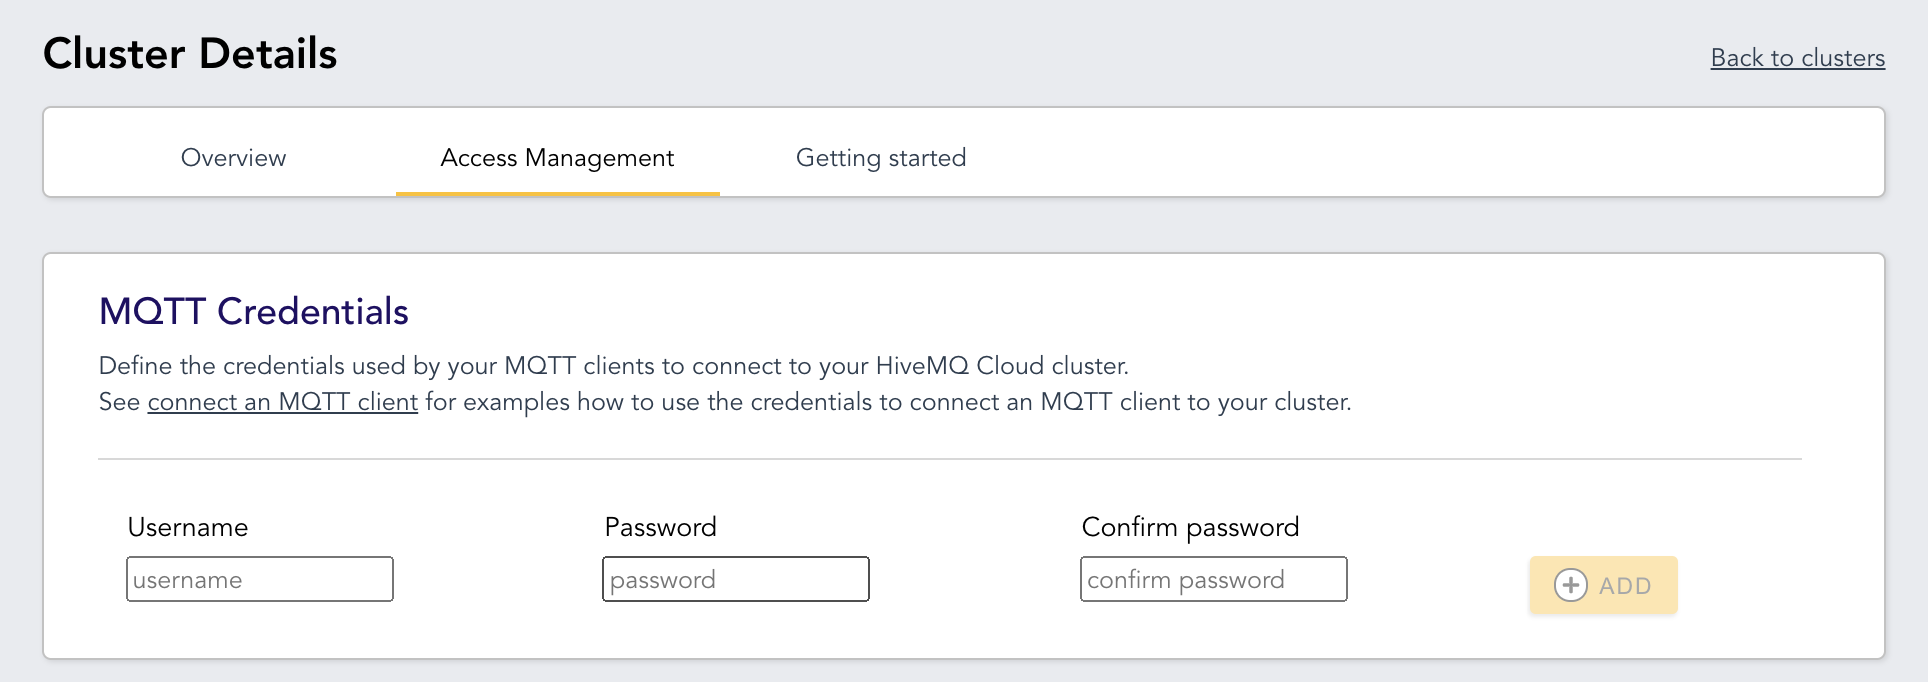 Cluster Details
Back to clusters
Overview
Access Management
Getting started
MQTT Credentials
Define the credentials used by your MQTT clients to connect to your HiveMQ Cloud cluster.
See connect an MQTT client for examples how to use the credentials to connect an MQTT client to your cluster.
Username
Password
Confirm password
username
password
confirm password
ADD